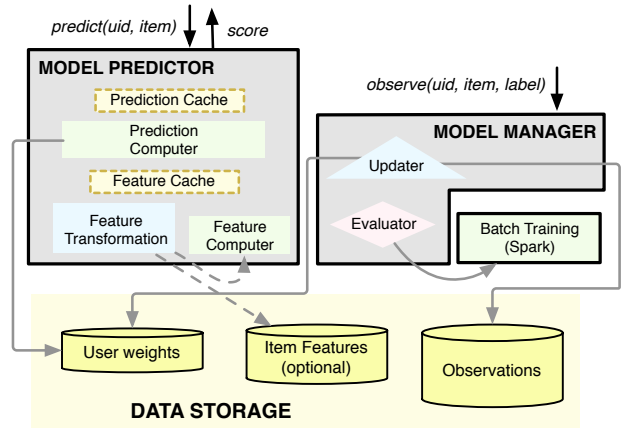 predict(uid, item)
score
MODEL PREDICTOR
Prediction Cache
Prediction
Computer
Feature Cache
Feature
Transformation
Feature
Computer
observe(uid, item, label)
MODEL MANAGER
Updater
Evaluator
Batch Training
(Spark)
User weights
Item Features
(optional)
Observations
DATA STORAGE